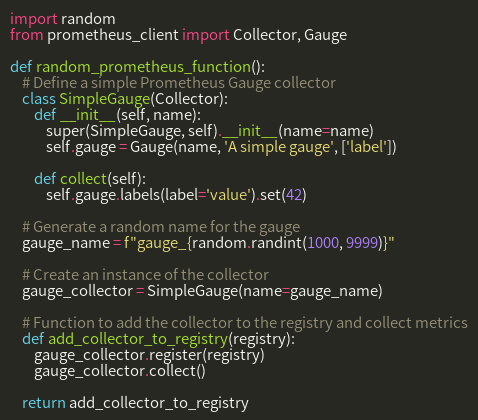 import random
from prometheus_client import Collector, Gauge

def random_prometheus_function():
    # Define a simple Prometheus Gauge collector
    class SimpleGauge(Collector):
        def __init__(self, name):
            super(SimpleGauge, self).__init__(name=name)
            self.gauge = Gauge(name, 'A simple gauge', ['label'])

        def collect(self):
            self.gauge.labels(label='value').set(42)

    # Generate a random name for the gauge
    gauge_name = f"gauge_{random.randint(1000, 9999)}"

    # Create an instance of the collector
    gauge_collector = SimpleGauge(name=gauge_name)

    # Function to add the collector to the registry and collect metrics
    def add_collector_to_registry(registry):
        gauge_collector.register(registry)
        gauge_collector.collect()

    return add_collector_to_registry